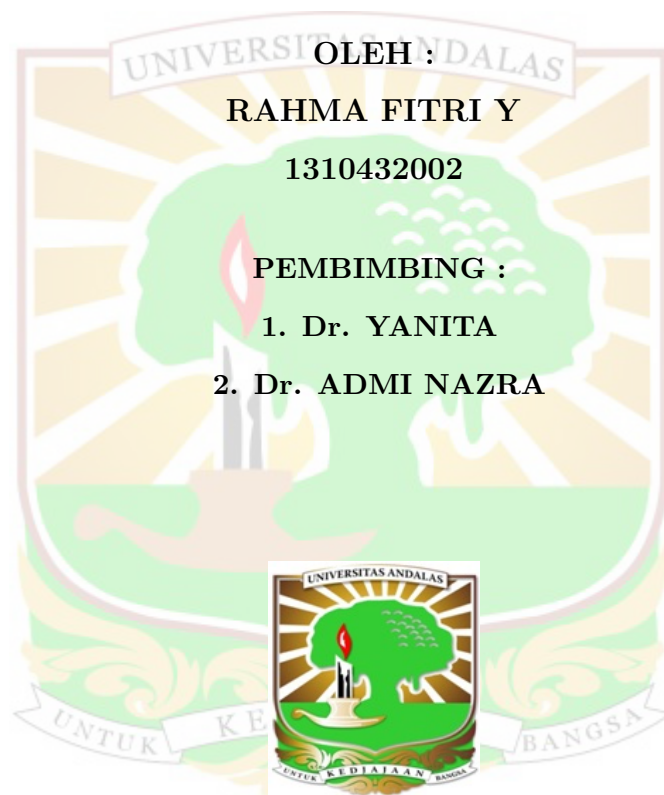 UNIVERSITAS ANDALAS
OLEH :
RAHMA FITRI Y
1310432002
PEMBIMBING :
1. Dr. YANITA
2. Dr. ADMI NAZRA
UNIVERSITAS ANDALAS
UNTUK KE BANGSA
UNTUK KEDJAJAAN BANGSA